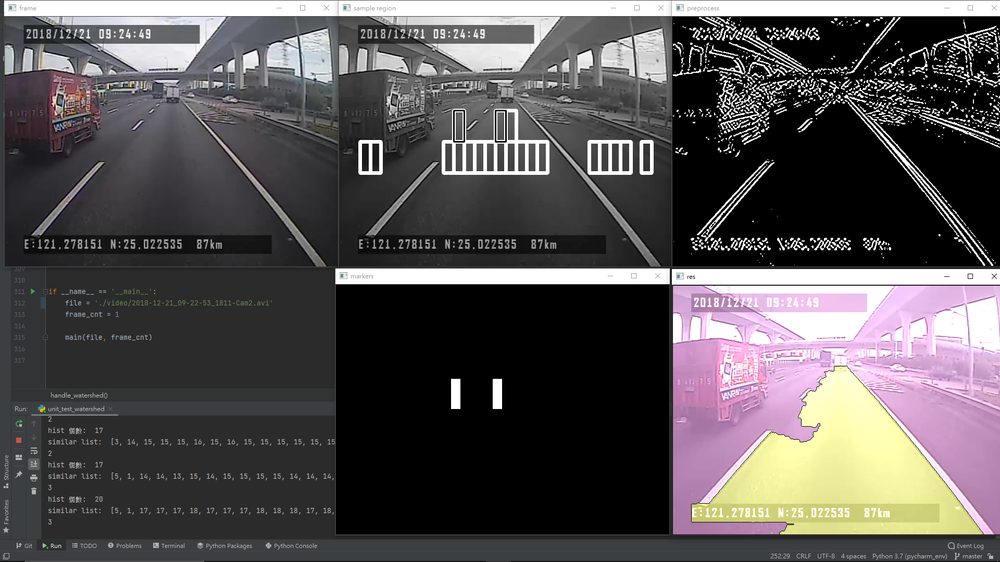 frame
2018/12/21 09:24:49
E:121.278151 N:25.022535 87km
sample region
2018/12/21 09:24:49
E:121.278151 N:25.022535 87km
preprocess
309
310
311 if __name__ == '__main__':
312 file = './video/2018-12-21_09-22-53_1811-Cam2.avi'
313 frame_cnt = 1
314
315 main(file, frame_cnt)
316
317
handle_watershed()
markers
res
2018/12/21 09:24:49
E:121.278151 N:25.022535 87km
Run: unit_test_watershed
2
hist 個數: 17
similar list: [3, 14, 15, 15, 15, 16, 15, 16, 15, 15, 15, 15, 15, 15
2
hist 個數: 17
similar list: [5, 1, 14, 14, 13, 15, 14, 15, 15, 15, 15, 14, 14, 14,
3
hist 個數: 20
similar list: [5, 1, 17, 17, 17, 18, 17, 17, 17, 18, 18, 18, 17, 18,
3
Structure
Favorites
Git Run TODO Problems Terminal Python Packages Python Console Event Log
252:29 CRLF UTF-8 4 spaces Python 3.7 (pycharm_env) master